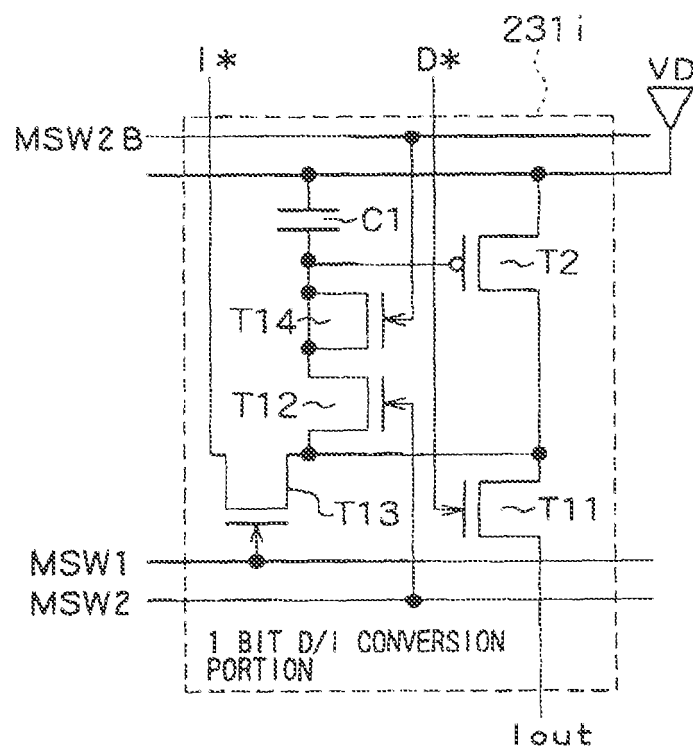 231i
I*
D*
VD
MSW2B
C1
T2
T14
T12
T13
T11
MSW1
MSW2
1 BIT D/I CONVERSION
PORTION
Iout